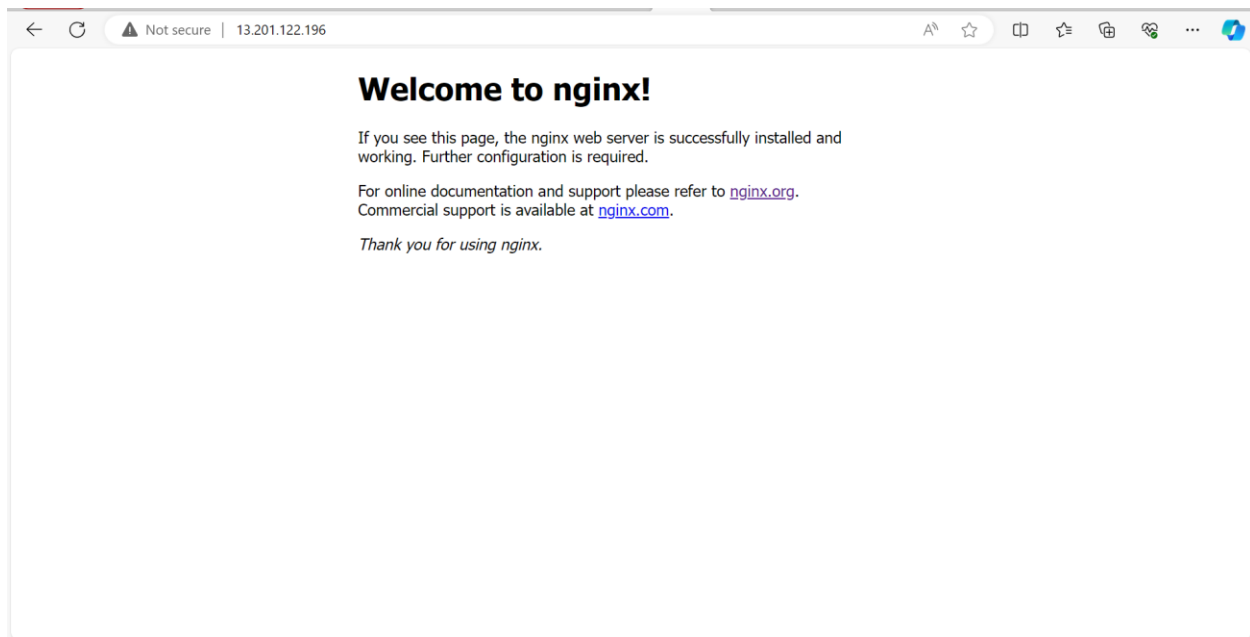 Not secure | 13.201.122.196
Welcome to nginx!
If you see this page, the nginx web server is successfully installed and
working. Further configuration is required.
For online documentation and support please refer to nginx.org.
Commercial support is available at nginx.com.
Thank you for using nginx.